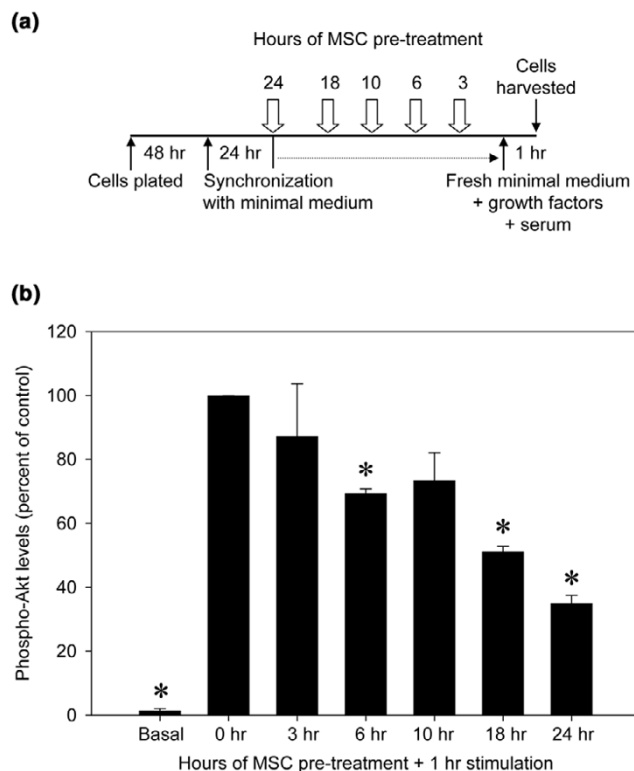 (a)
Hours of MSC pre-treatment
Cells
harvested
24 18 10 6 3
48 hr 24 hr 1 hr
Cells plated
Synchronization
with minimal medium
Fresh minimal medium
+ growth factors
+ serum
(b)
Phospho-Akt levels (percent of control)
120
100
80
60
40
20
0
* * * *
Basal 0 hr 3 hr 6 hr 10 hr 18 hr 24 hr
Hours of MSC pre-treatment + 1 hr stimulation